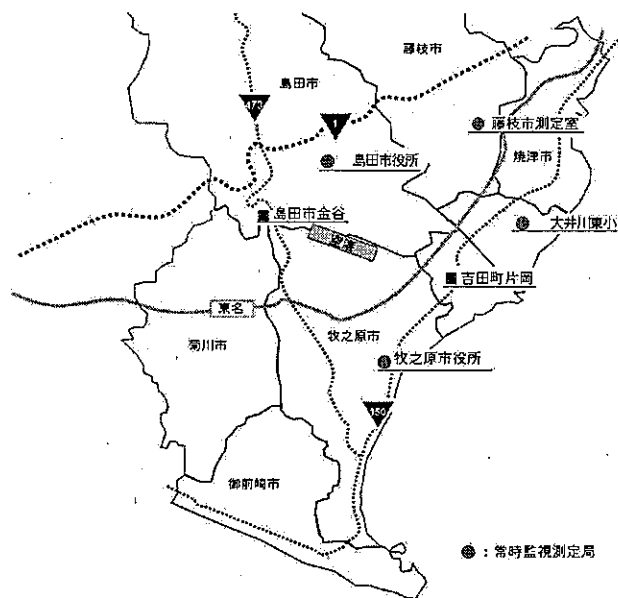 藤枝市
島田市
473
1
藤枝市測定室
島田市役所
焼津市
島田市金谷
大井川東小
空港
吉田町片岡
東名
牧之原市
菊川市
牧之原市役所
150
御前崎市
：常時監視測定局